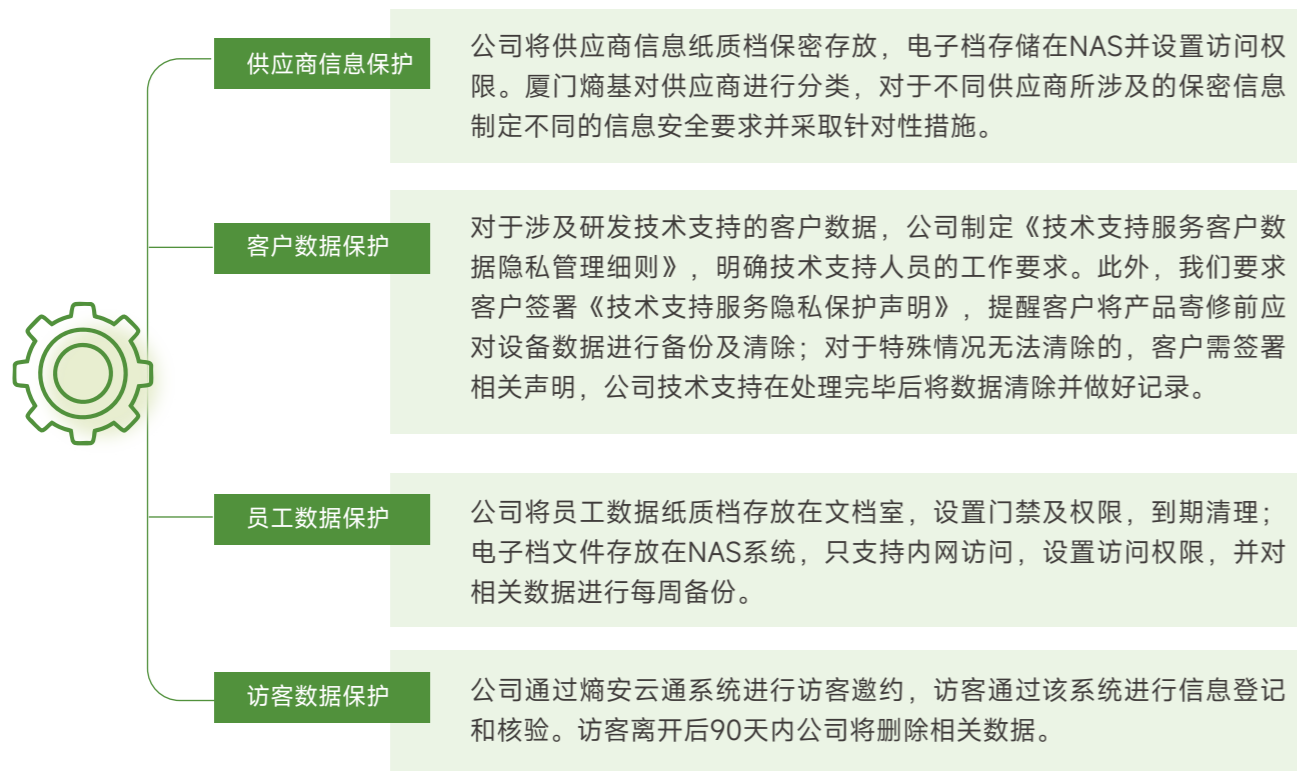 供应商信息保护
公司将供应商信息纸质档保密存放，电子档存储在NAS并设置访问权
限。厦门熵基对供应商进行分类，对于不同供应商所涉及的保密信息
制定不同的信息安全要求并采取针对性措施。
客户数据保护
对于涉及研发技术支持的客户数据，公司制定《技术支持服务客户数
据隐私管理细则》，明确技术支持人员的工作要求。此外，我们要求
客户签署《技术支持服务隐私保护声明》，提醒客户将产品寄修前应
对设备数据进行备份及清除；对于特殊情况无法清除的，客户需签署
相关声明，公司技术支持在处理完毕后将数据清除并做好记录。
员工数据保护
公司将员工数据纸质档存放在文档室，设置门禁及权限，到期清理；
电子档文件存放在NAS系统，只支持内网访问，设置访问权限，并对
相关数据进行每周备份。
访客数据保护
公司通过熵安云通系统进行访客邀约，访客通过该系统进行信息登记
和核验。访客离开后90天内公司将删除相关数据。